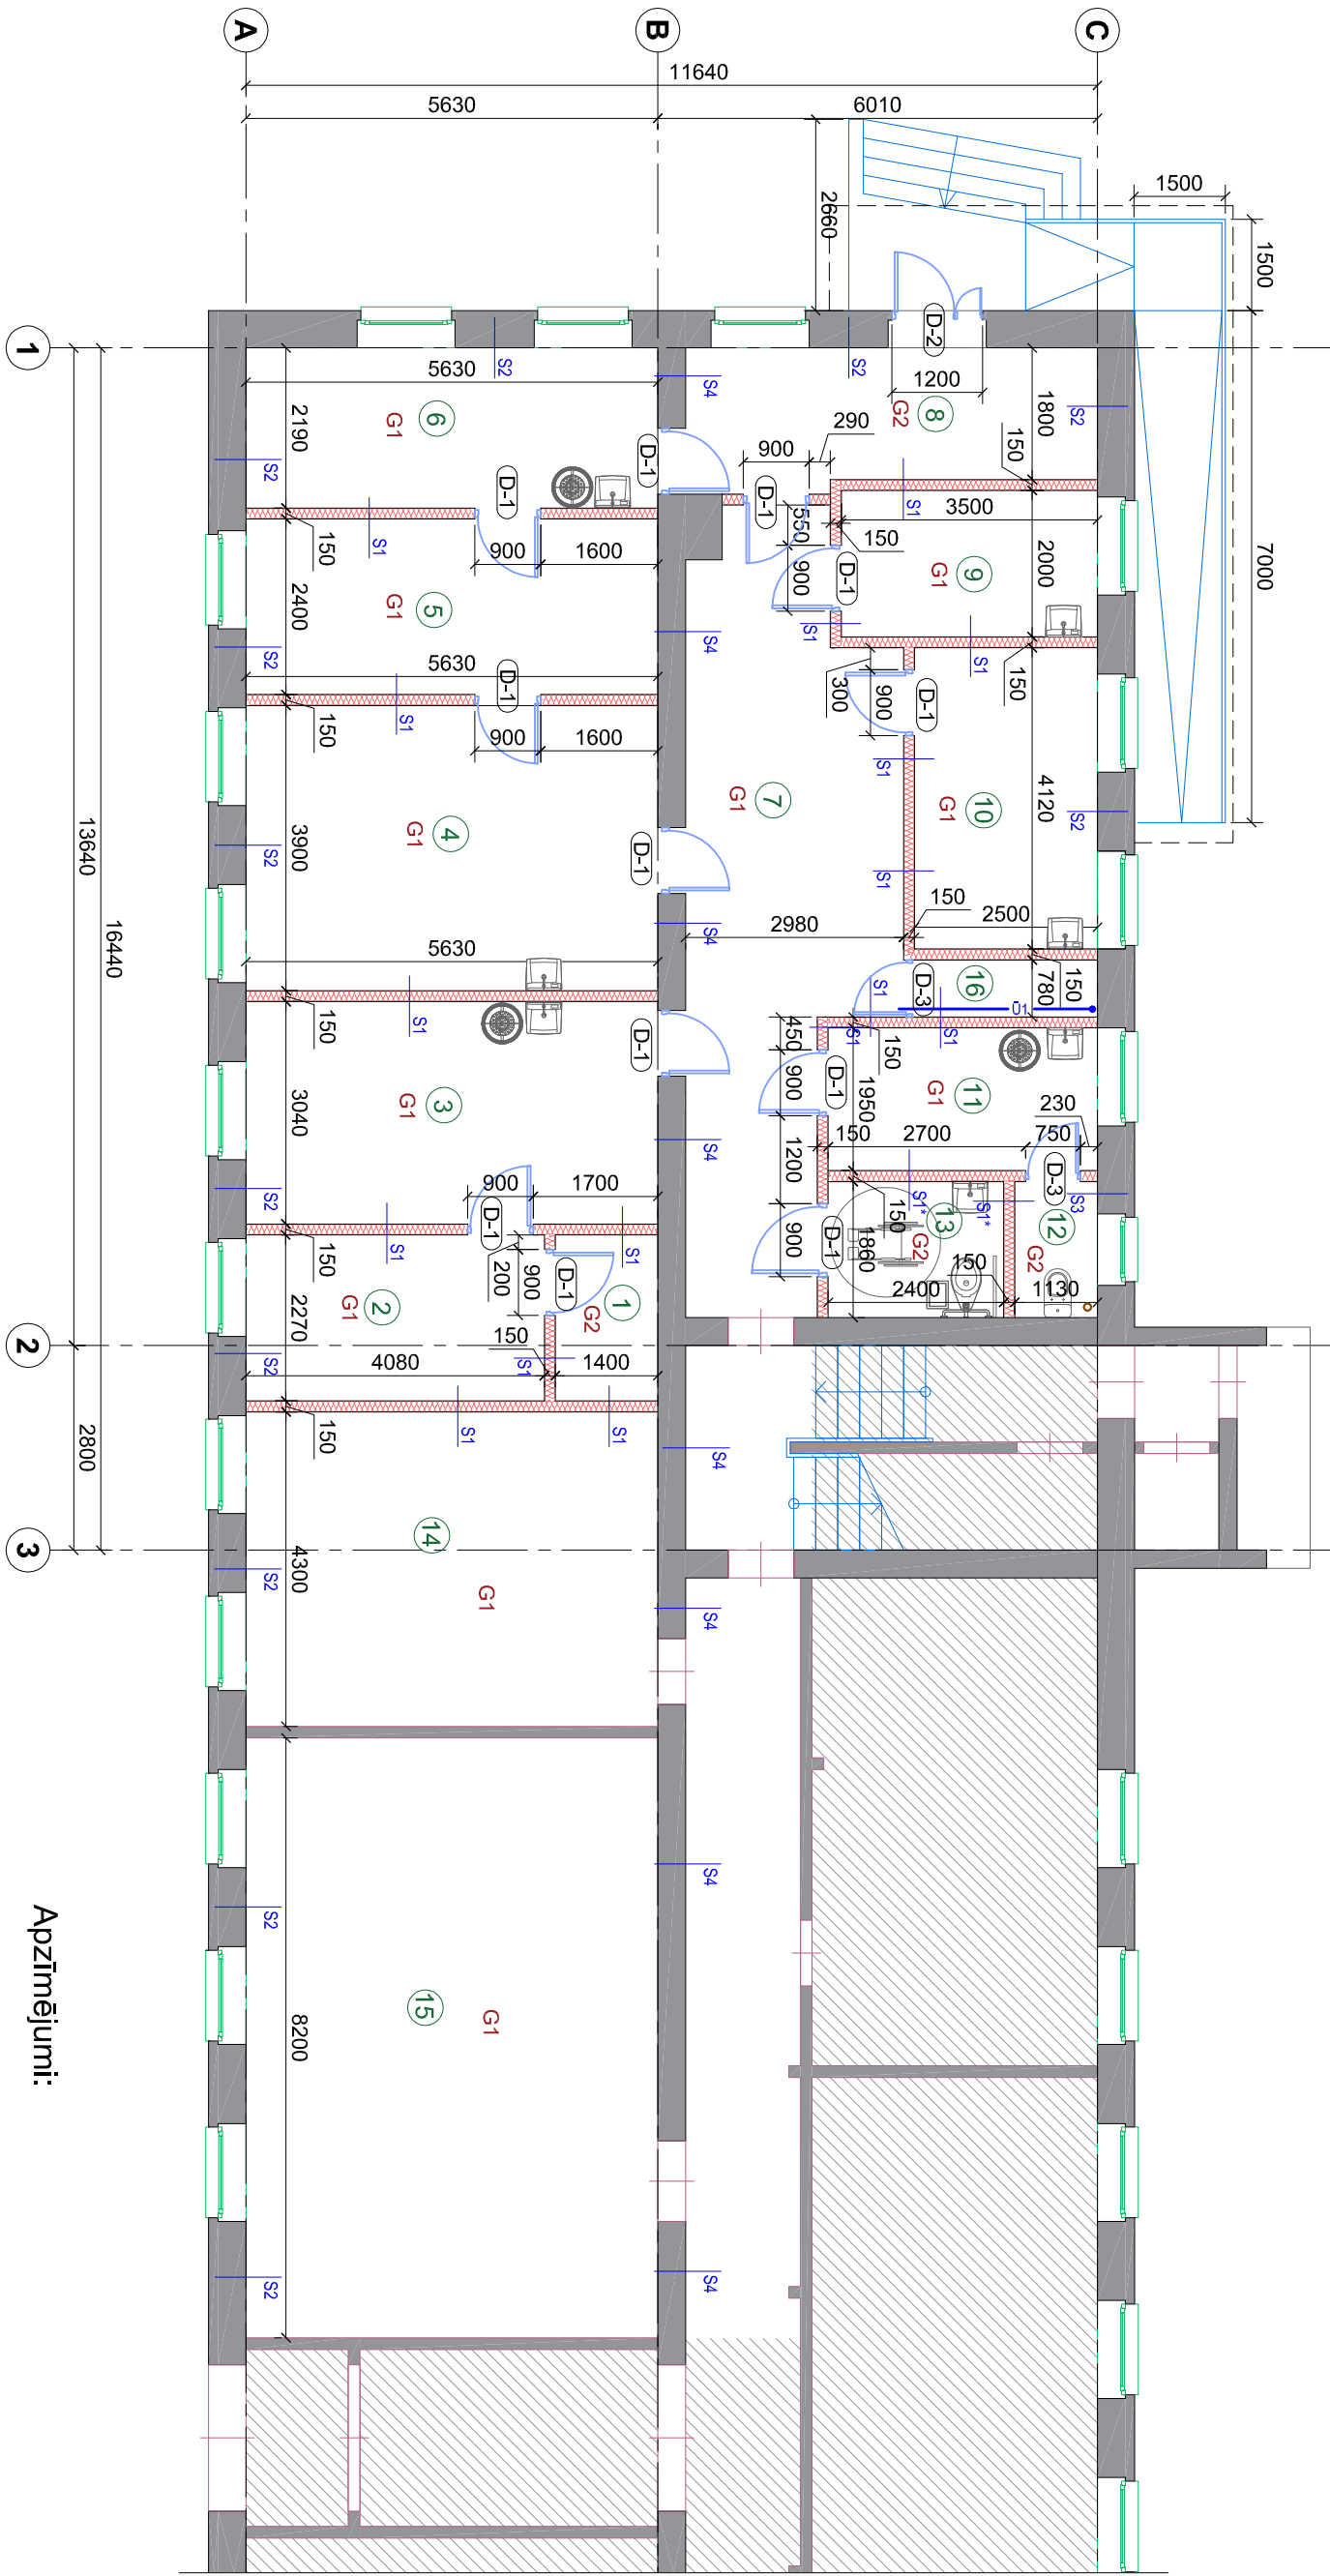 A
B
C
11640
5630
6010
1500
1500
2660
7000
D-2
1
S2
S4
S2
1200
S2
1800
5630
2190
6
G1
8
G2
290
900
150
D-1
D-1
D-1
S2
S1
S1
3500
150
550
150
900
1600
900
D-1
9
G1
2000
2400
5
G1
S1
S4
S1
S2
5630
D-1
150
300
900
D-1
150
S1
900
1600
S1
7
G1
10
G1
4120
S2
3900
4
G1
D-1
S2
S1
13640
16440
S4
2980
150
2500
5630
150
S1
D-1
D-3
16
780
150
S1
Ū1
S1
S1
450
150
900
D-1
11
G1
1950
3040
3
G1
S4
230
150
2700
750
1200
D-3
S2
900
1700
S3
S1
D-1
S1
S1*
S1*
150
13
G2
12
G2
150
200
900
D-1
1
G2
2
G1
2270
900
D-1
1860
150
2400
1130
2
S2
4080
150
1400
S1
150
S1
S1
S4
2800
14
G1
4300
3
S2
S4
S4
S2
15
G1
8200
S4
S2
Apzīmējumi: